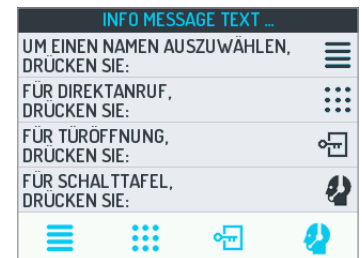 INFO MESSAGE TEXT ...
UM EINEN NAMEN AUSZUWÄHLEN,
DRÜCKEN SIE:
FÜR DIREKTANRUF,
DRÜCKEN SIE:
FÜR TÜRÖFFNUNG,
DRÜCKEN SIE:
FÜR SCHALTTAFEL,
DRÜCKEN SIE: